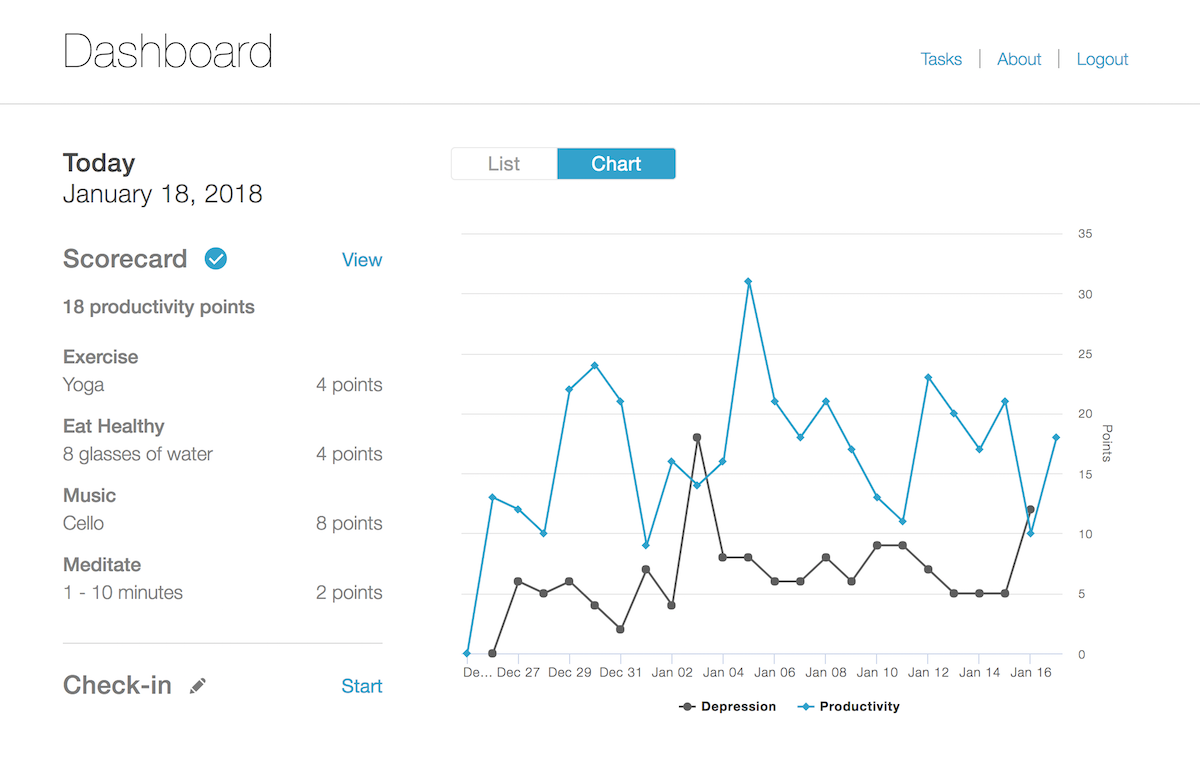 Dashboard
Tasks
About
Logout
Today
January 18, 2018
List
Chart
Scorecard
View
18 productivity points
Exercise
Yoga
4 points
Eat Healthy
8 glasses of water
4 points
Music
Cello
8 points
Meditate
1 - 10 minutes
2 points
Check-in
Start
35
30
25
20
15
10
5
0
Points
De... Dec 27 Dec 29 Dec 31 Jan 02 Jan 04 Jan 06 Jan 08 Jan 10 Jan 12 Jan 14 Jan 16
Depression
Productivity